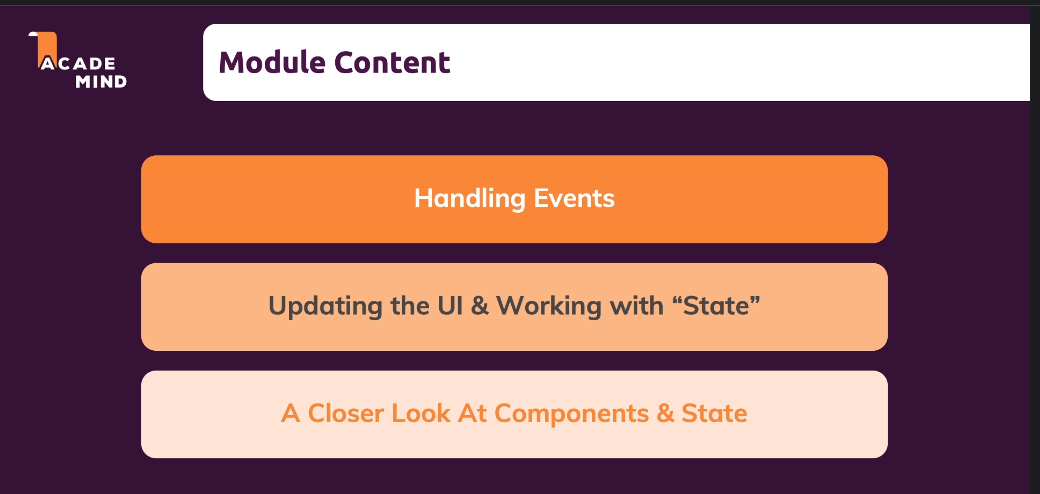 ACADE
MIND
Module Content
Handling Events
Updating the UI & Working with “State”
A Closer Look At Components & State